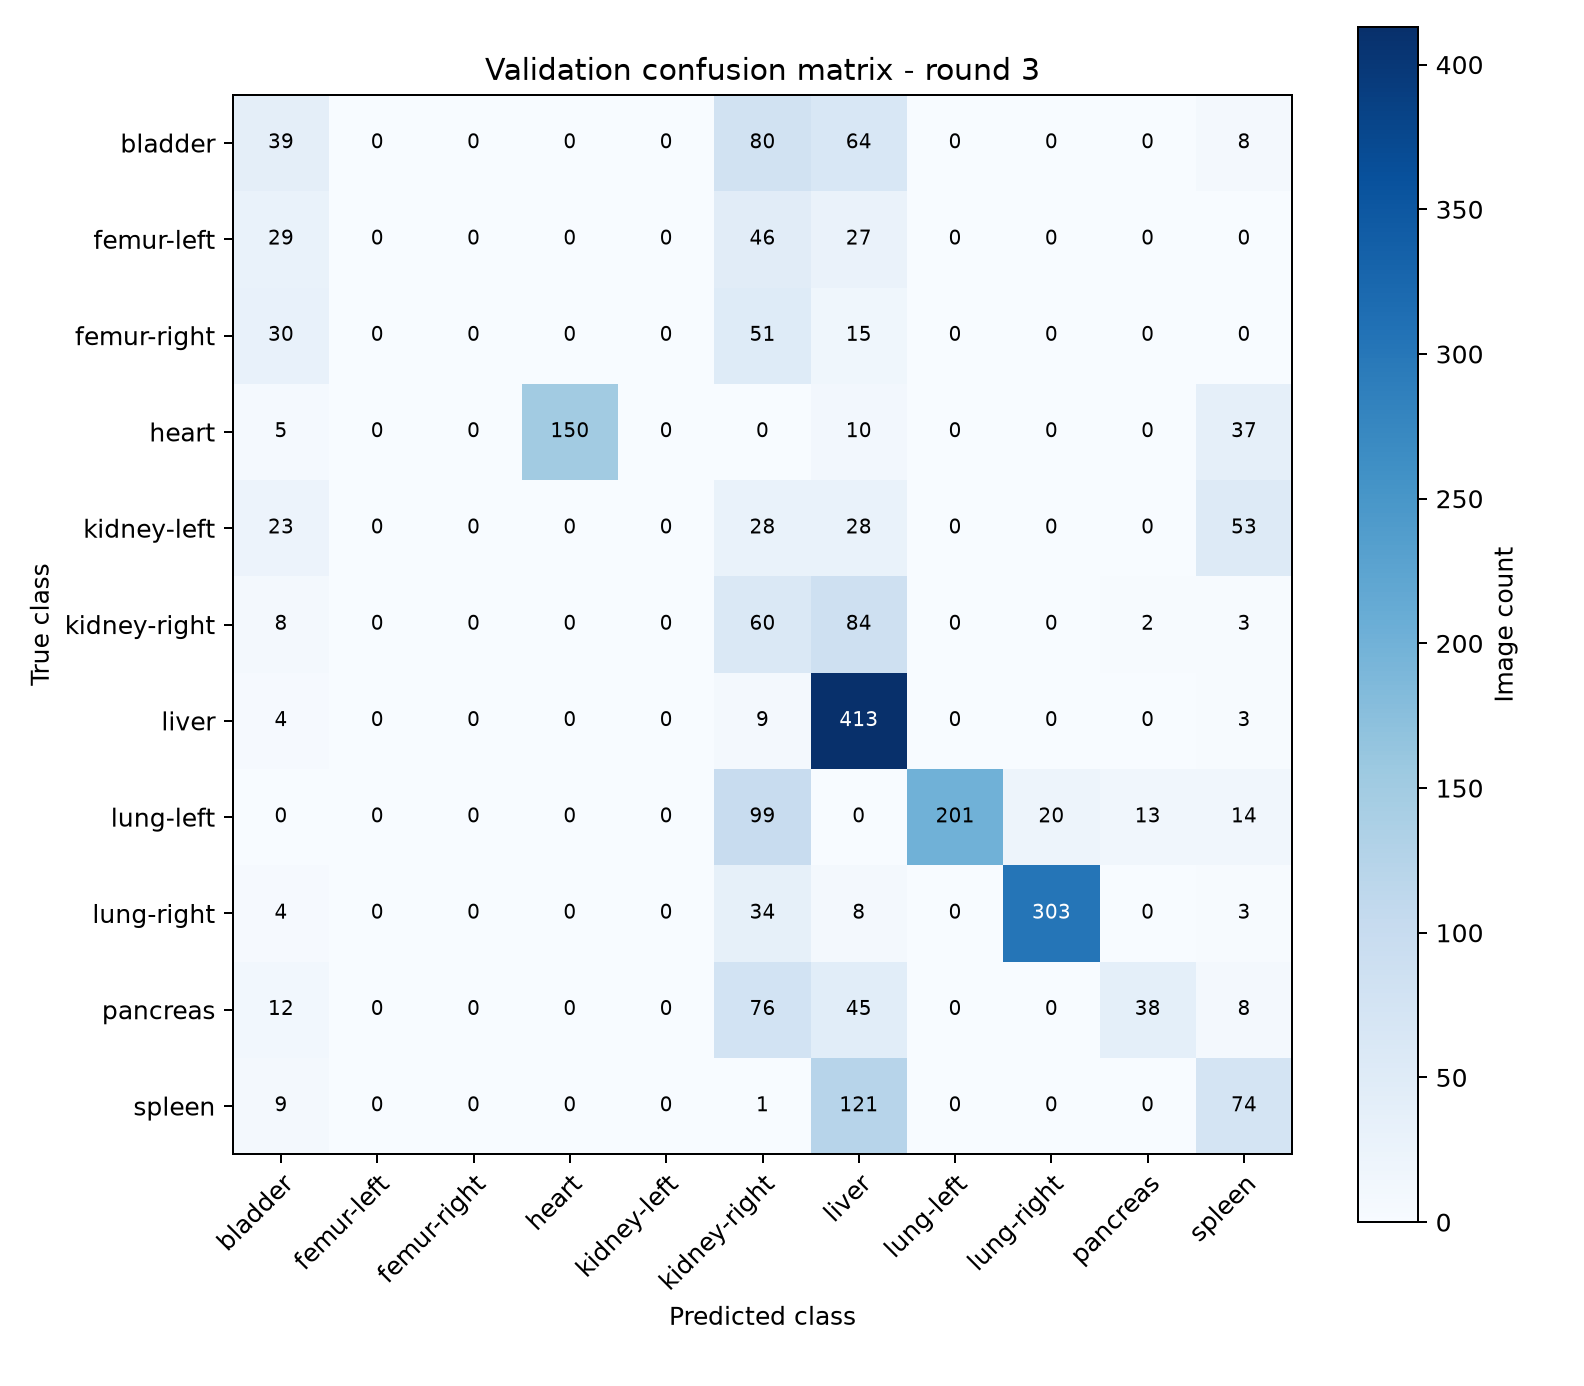 Validation confusion matrix - round 3
bladder 39 0 0 0 0 80 64 0 0 0 8
femur-left 29 0 0 0 0 46 27 0 0 0 0
femur-right 30 0 0 0 0 51 15 0 0 0 0
heart 5 0 0 150 0 0 10 0 0 0 37
kidney-left 23 0 0 0 0 28 28 0 0 0 53
kidney-right 8 0 0 0 0 60 84 0 0 2 3
liver 4 0 0 0 0 9 413 0 0 0 3
lung-left 0 0 0 0 0 99 0 201 20 13 14
lung-right 4 0 0 0 0 34 8 0 303 0 3
pancreas 12 0 0 0 0 76 45 0 0 38 8
spleen 9 0 0 0 0 1 121 0 0 0 74
True class
bladder femur-left femur-right heart kidney-left kidney-right liver lung-left lung-right pancreas spleen
Predicted class
400
350
300
250
200
150
100
50
0
Image count